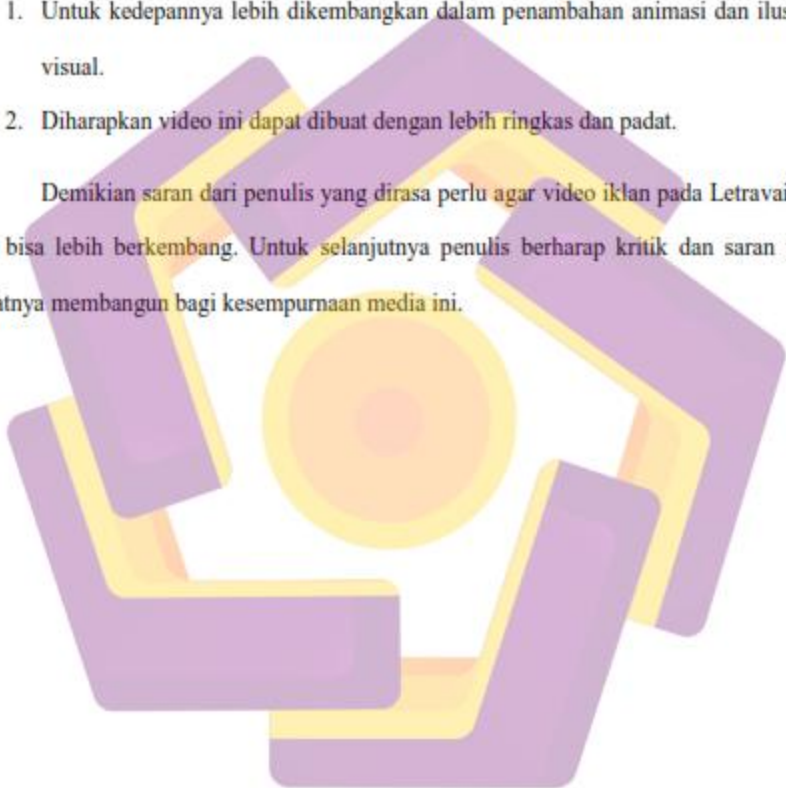 1. Untuk kedepannya lebih dikembangkan dalam penambahan animasi dan
visual.
2. Diharapkan video ini dapat dibuat dengan lebih ringkas dan padat.
Demikian saran dari penulis yang dirasa perlu agar video iklan pada
bisa lebih berkembang. Untuk selanjutnya penulis berharap kritik dan saran
membangun bagi kesempurnaan media ini.